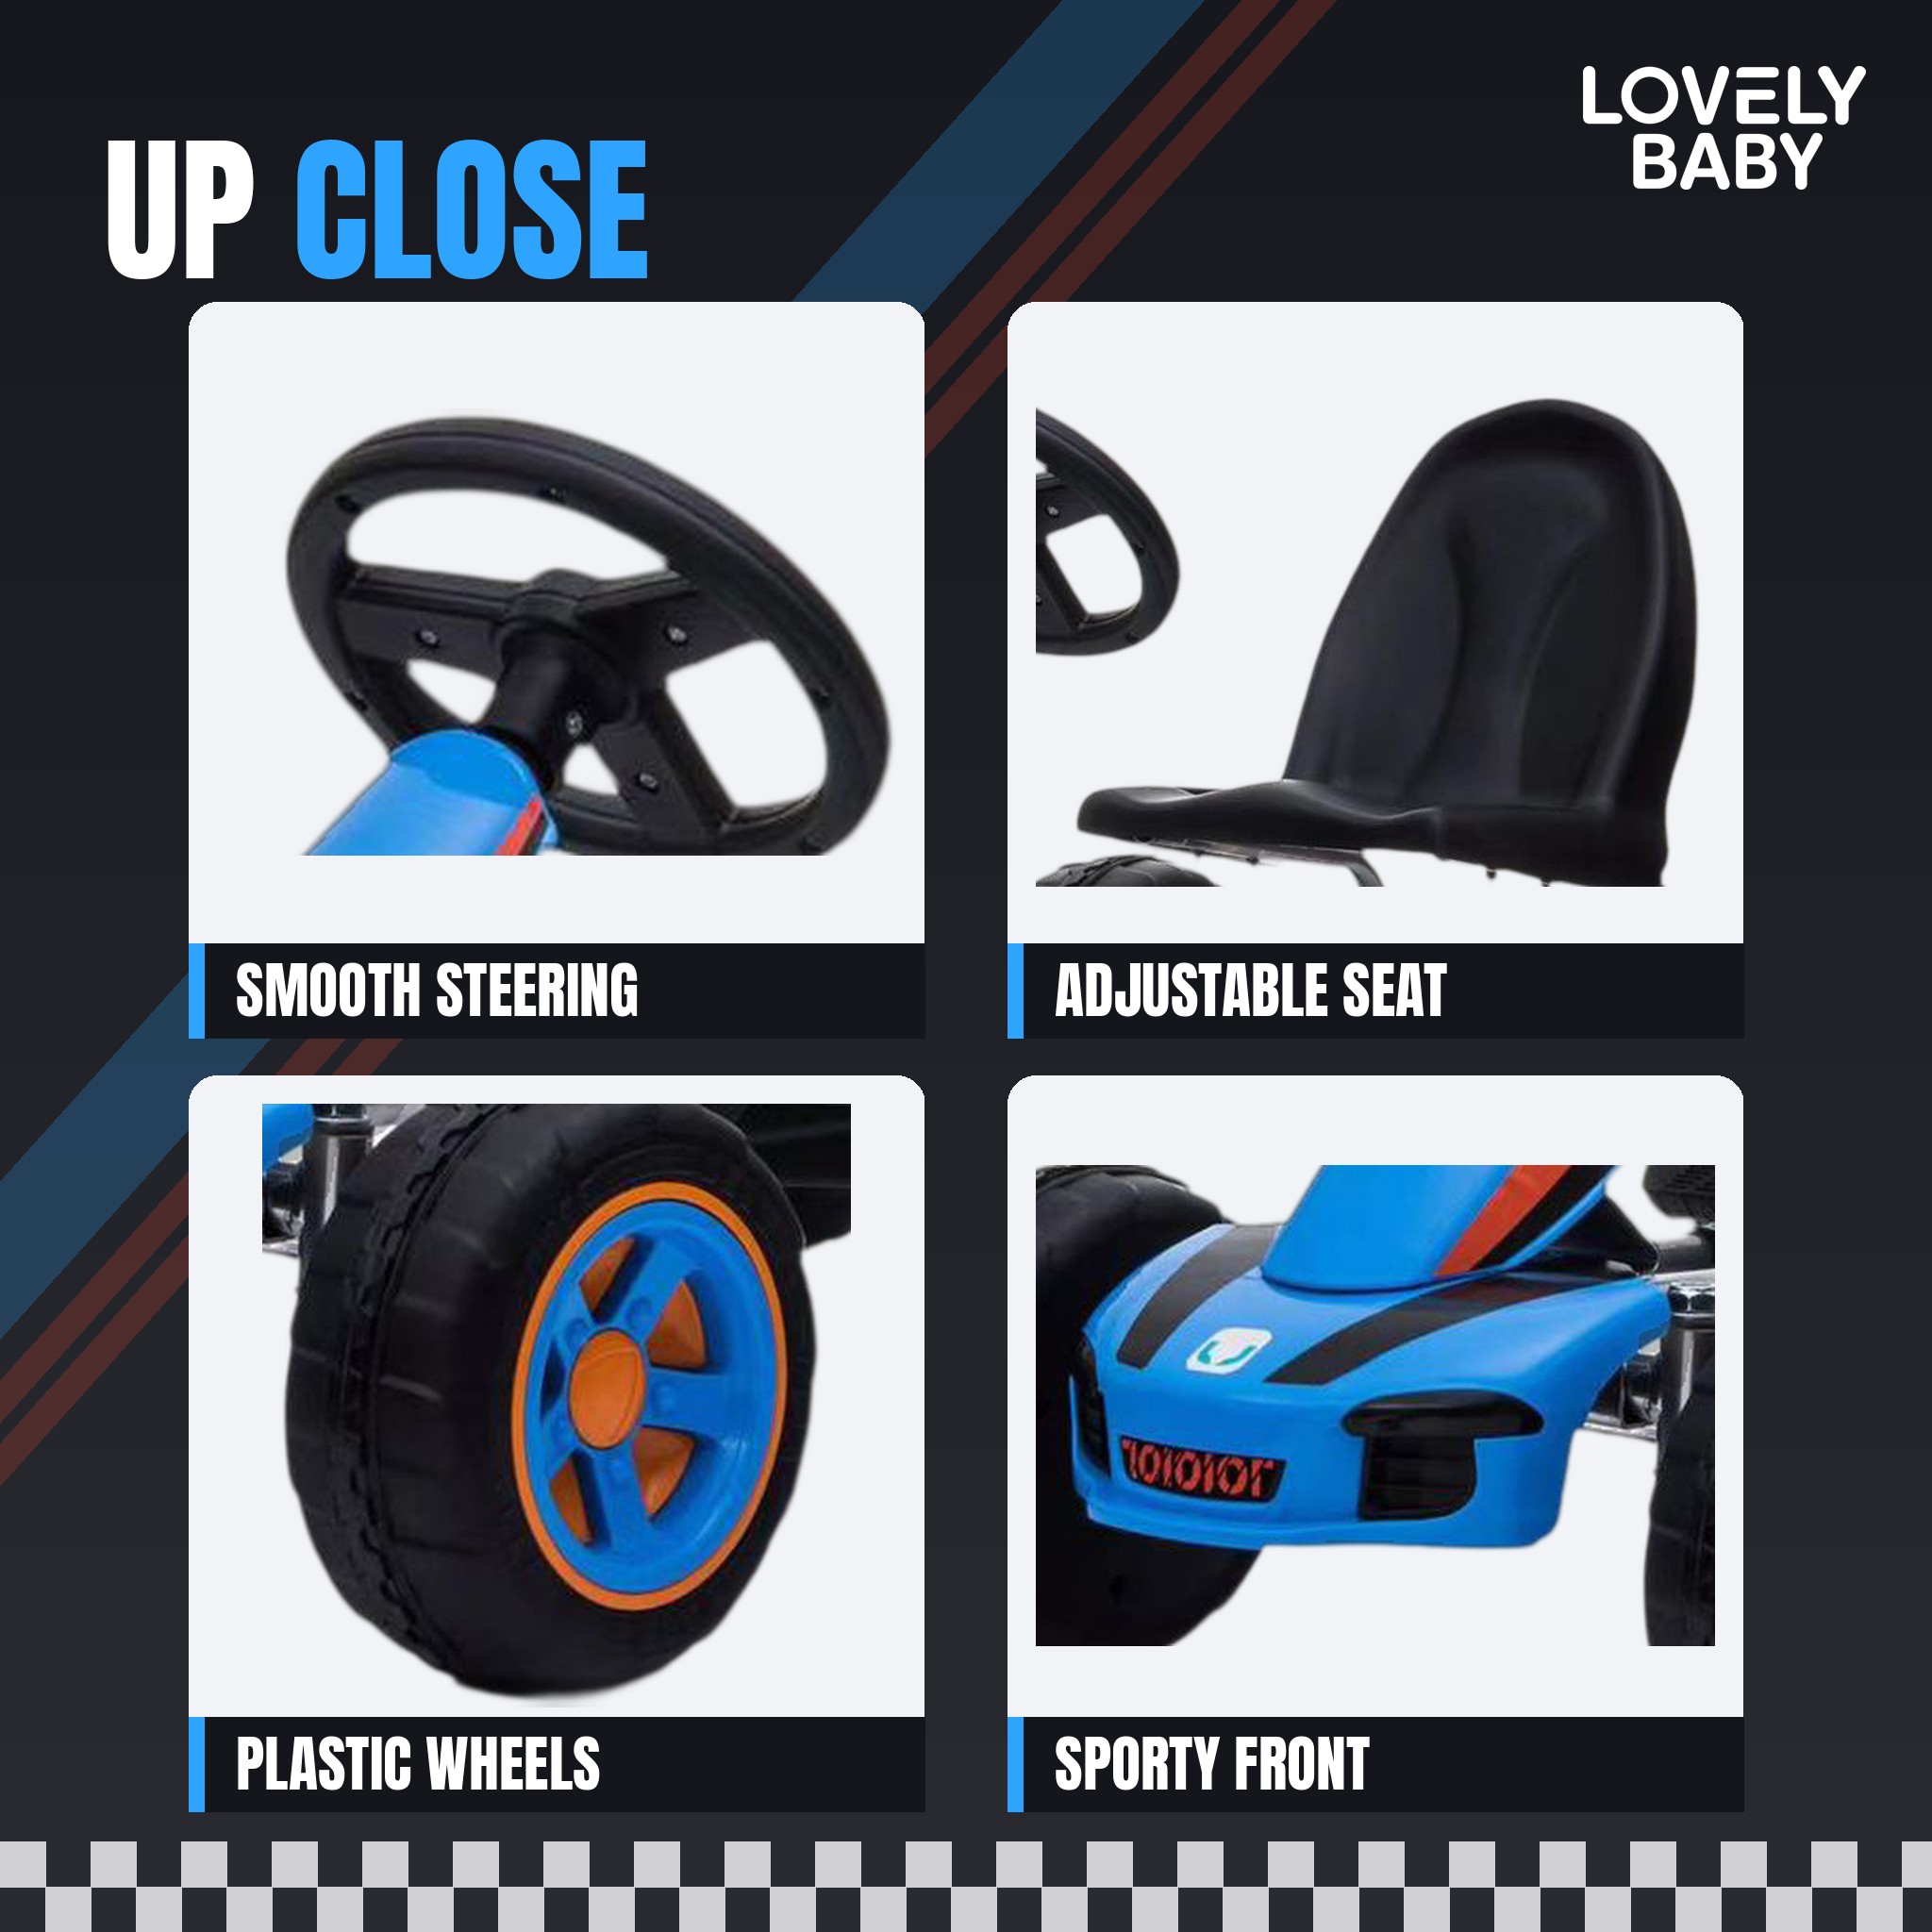 LOVELY
BABY
UP CLOSE
SMOOTH STEERING
ADJUSTABLE SEAT
PLASTIC WHEELS
SPORTY FRONT